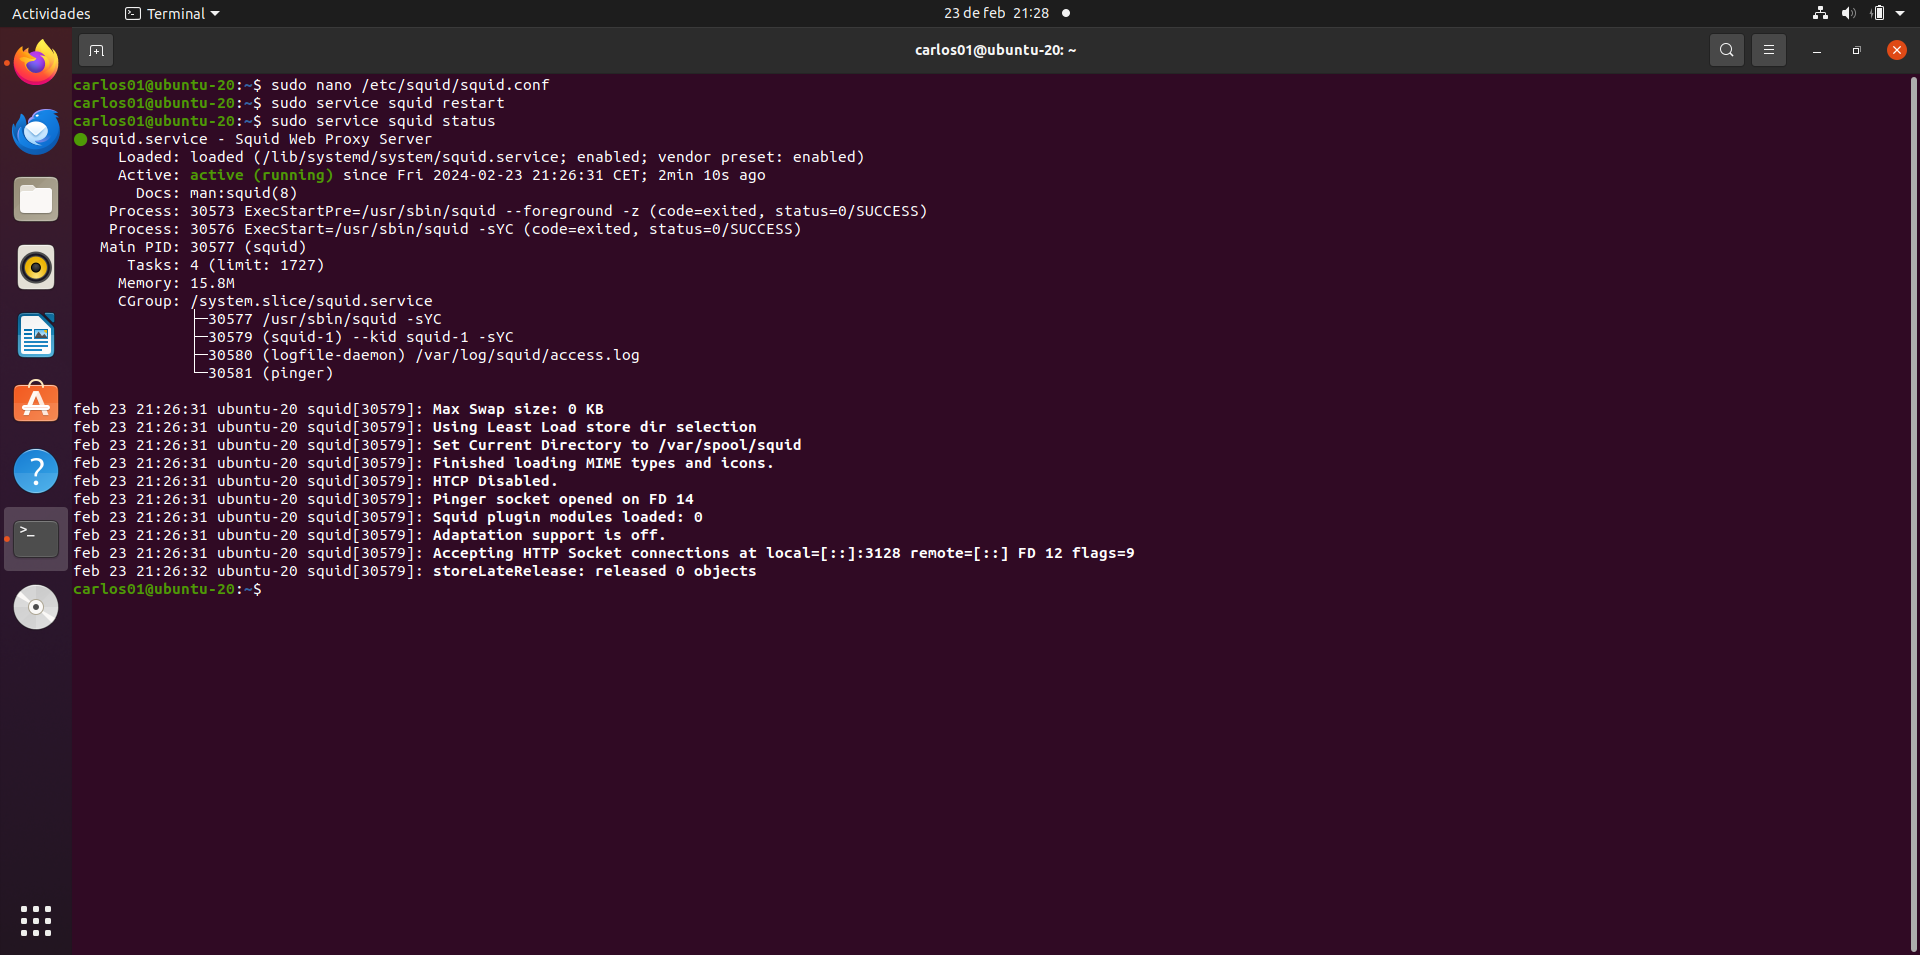 Actividades
Terminal
23 de feb 21:28
carlos01@ubuntu-20: ~
carlos01@ubuntu-20:~$ sudo nano /etc/squid/squid.conf
carlos01@ubuntu-20:~$ sudo service squid restart
carlos01@ubuntu-20:~$ sudo service squid status
● squid.service - Squid Web Proxy Server
     Loaded: loaded (/lib/systemd/system/squid.service; enabled; vendor preset: enabled)
     Active: active (running) since Fri 2024-02-23 21:26:31 CET; 2min 10s ago
       Docs: man:squid(8)
    Process: 30573 ExecStartPre=/usr/sbin/squid --foreground -z (code=exited, status=0/SUCCESS)
    Process: 30576 ExecStart=/usr/sbin/squid -sYC (code=exited, status=0/SUCCESS)
   Main PID: 30577 (squid)
      Tasks: 4 (limit: 1727)
     Memory: 15.8M
     CGroup: /system.slice/squid.service
             ├─30577 /usr/sbin/squid -sYC
             ├─30579 (squid-1) --kid squid-1 -sYC
             ├─30580 (logfile-daemon) /var/log/squid/access.log
             └─30581 (pinger)
feb 23 21:26:31 ubuntu-20 squid[30579]: Max Swap size: 0 KB
feb 23 21:26:31 ubuntu-20 squid[30579]: Using Least Load store dir selection
feb 23 21:26:31 ubuntu-20 squid[30579]: Set Current Directory to /var/spool/squid
feb 23 21:26:31 ubuntu-20 squid[30579]: Finished loading MIME types and icons.
feb 23 21:26:31 ubuntu-20 squid[30579]: HTCP Disabled.
feb 23 21:26:31 ubuntu-20 squid[30579]: Pinger socket opened on FD 14
feb 23 21:26:31 ubuntu-20 squid[30579]: Squid plugin modules loaded: 0
feb 23 21:26:31 ubuntu-20 squid[30579]: Adaptation support is off.
feb 23 21:26:31 ubuntu-20 squid[30579]: Accepting HTTP Socket connections at local=[::]:3128 remote=[::] FD 12 flags=9
feb 23 21:26:32 ubuntu-20 squid[30579]: storeLateRelease: released 0 objects
carlos01@ubuntu-20:~$